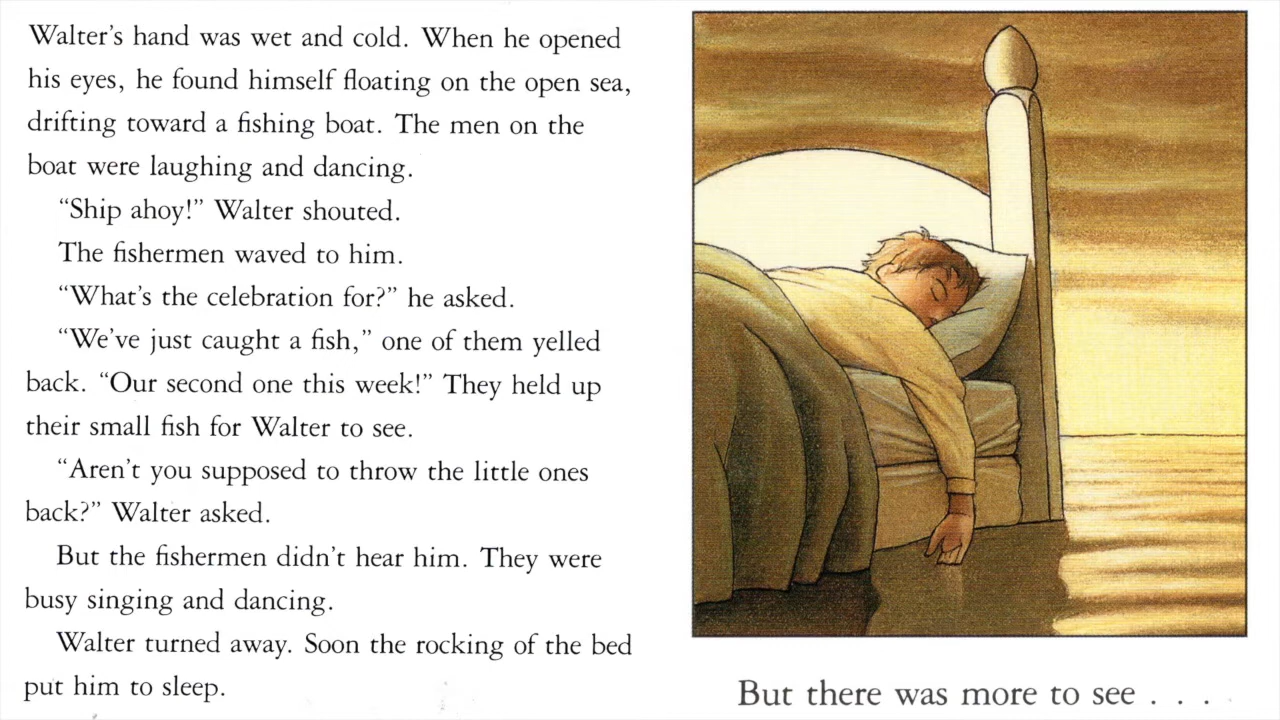 Walter's hand was wet and cold. When he opened
his eyes, he found himself floating on the open sea,
drifting toward a fishing boat. The men on the
boat were laughing and dancing.
“Ship ahoy!” Walter shouted.
The fishermen waved to him.
“What's the celebration for?” he asked.
“We've just caught a fish,” one of them yelled
back. “Our second one this week!” They held up
their small fish for Walter to see.
“Aren't you supposed to throw the little ones
back?” Walter asked.
But the fishermen didn't hear him. They were
busy singing and dancing.
Walter turned away. Soon the rocking of the bed
put him to sleep.
But there was more to see . . . .